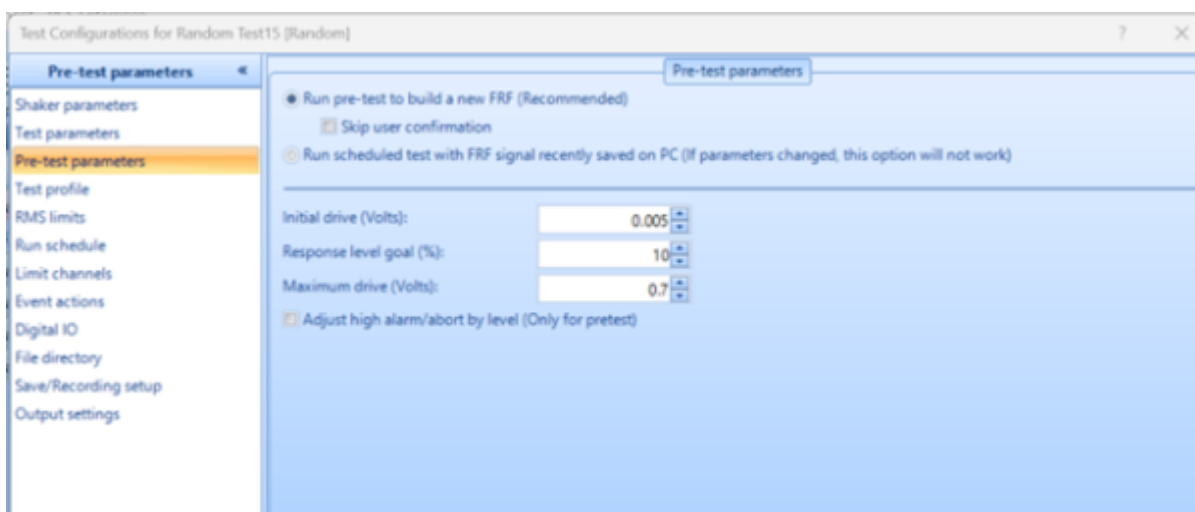 Test Configurations for Random Test15 [Random]
?
Pre-test parameters
«
Shaker parameters
Test parameters
Pre-test parameters
Test profile
RMS limits
Run schedule
Limit channels
Event actions
Digital IO
File directory
Save/Recording setup
Output settings
Pre-test parameters
Run pre-test to build a new FRF (Recommended)
Skip user confirmation
Run scheduled test with FRF signal recently saved on PC (If parameters changed, this option will not work)
Initial drive (Volts): 0.005
Response level goal (%): 10
Maximum drive (Volts): 0.7
Adjust high alarm/abort by level (Only for pretest)